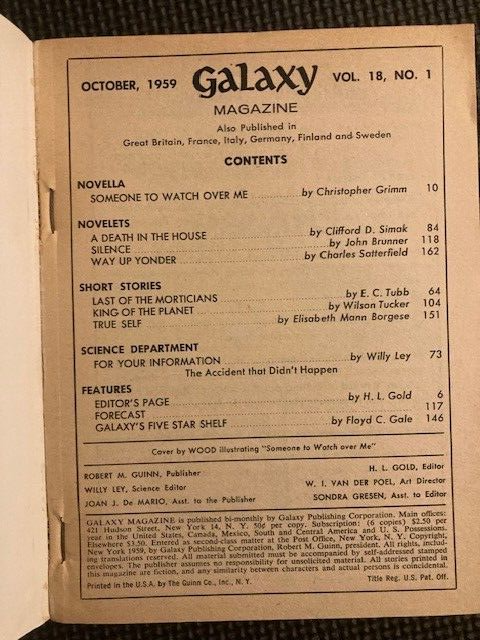 OCTOBER, 1959 Galaxy VOL. 18, NO. 1
MAGAZINE
Also Published in
Great Britain, France, Italy, Germany, Finland and Sweden
CONTENTS
NOVELLA
SOMEONE TO WATCH OVER ME by Christopher Grimm 10
NOVELETS
A DEATH IN THE HOUSE by Clifford D. Simak 84
SILENCE by John Brunner 118
WAY UP YONDER by Charles Satterfield 162
SHORT STORIES
LAST OF THE MORTICIANS by E. C. Tubb 64
KING OF THE PLANET by Wilson Tucker 104
TRUE SELF by Elisabeth Mann Borgese 151
SCIENCE DEPARTMENT
FOR YOUR INFORMATION by Willy Ley 73
The Accident that Didn't Happen
FEATURES
EDITOR'S PAGE by H. L. Gold 6
FORECAST 117
GALAXY'S FIVE STAR SHELF by Floyd C. Gale 146
Cover by WOOD illustrating "Someone to Watch over Me"
ROBERT M. GUINN, Publisher H. L. GOLD, Editor
WILLY LEY, Science Editor W. I. VAN DER POEL, Art Director
JOAN J. De MARIO, Asst. to the Publisher SONDRA GRESEN, Asst. to Editor
GALAXY MAGAZINE is published bi-monthly by Galaxy Publishing Corporation. Main offices:
421 Hudson Street, New York 14, N. Y. 50¢ per copy. Subscription: (6 copies) $2.50 per
year in the United States, Canada, Mexico, South and Central America and U. S. Possessions.
Elsewhere $3.50. Entered as second-class matter at the Post Office, New York, N. Y. Copyright,
New York 1959, by Galaxy Publishing Corporation, Robert M. Guinn, president. All rights, includ-
ing translations reserved. All material submitted must be accompanied by self-addressed stamped
envelopes. The publisher assumes no responsibility for unsolicited material. All stories printed in
this magazine are fiction, and any similarity between characters and actual persons is coincidental.
Printed in the U.S.A. by The Guinn Co., Inc., N. Y. Title Reg. U.S. Pat. Off.